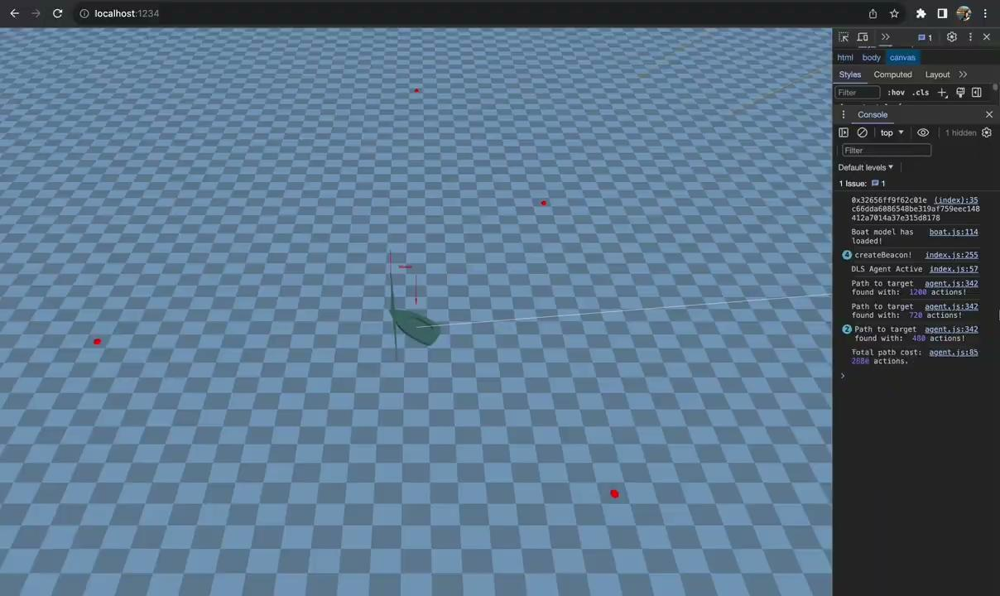 localhost:1234
1
html body canvas
Styles Computed Layout
Filter :hov .cls
Console
top 1 hidden
Filter
Default levels
1 Issue: 1
0x32656ff9f62c01e (index):35
c66dda6086548be319af759eec148
412a7014a37e315d8178
Boat model has boat.js:114
loaded!
4 createBeacon! index.js:255
DLS Agent Active index.js:57
Path to target agent.js:342
found with: 1200 actions!
Path to target agent.js:342
found with: 720 actions!
2 Path to target agent.js:342
found with: 480 actions!
Total path cost: agent.js:85
2880 actions.